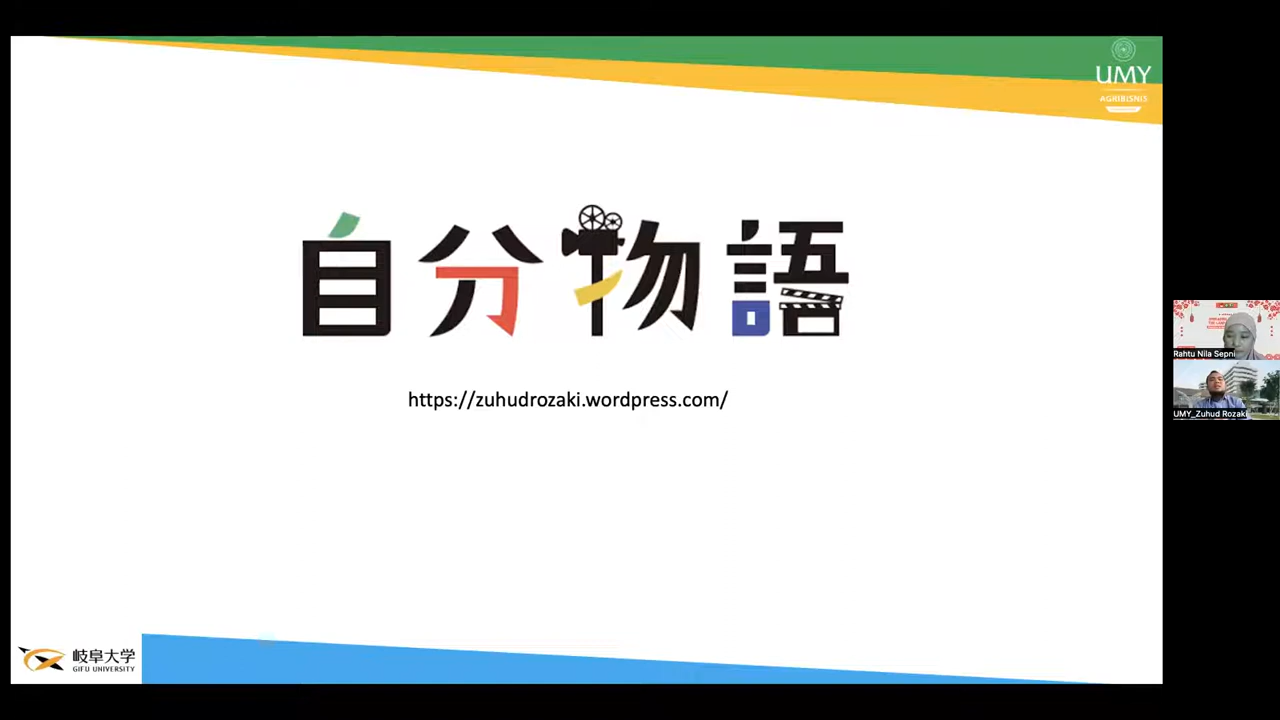 UMY
AGRIBISNIS
自分物語
https://zuhudrozaki.wordpress.com/
Rahtu Nila Sepni
UMY_Zuhud Rozaki
岐阜大学
GIFU UNIVERSITY